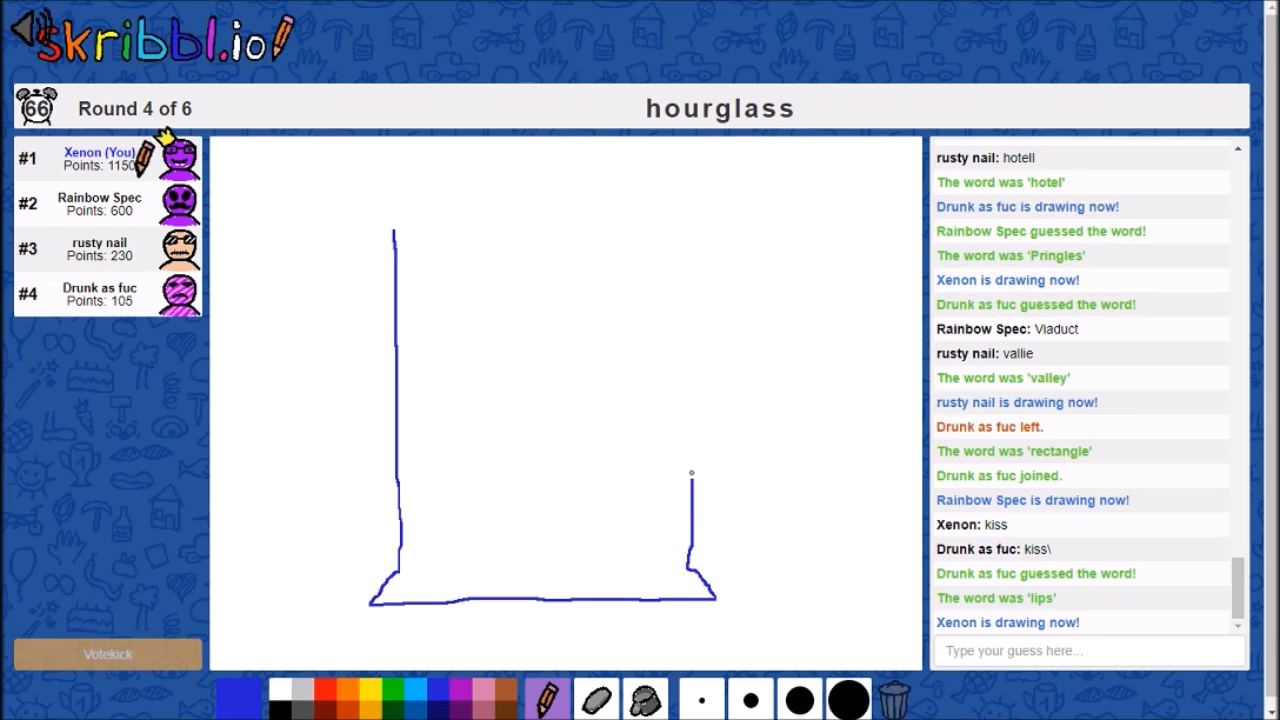 skribbl.io
66
Round 4 of 6
hourglass
#1
Xenon (You)
Points: 1150
#2
Rainbow Spec
Points: 600
#3
rusty nail
Points: 230
#4
Drunk as fuc
Points: 105
Votekick
rusty nail: hotell
The word was 'hotel'
Drunk as fuc is drawing now!
Rainbow Spec guessed the word!
The word was 'Pringles'
Xenon is drawing now!
Drunk as fuc guessed the word!
Rainbow Spec: Viaduct
rusty nail: vallie
The word was 'valley'
rusty nail is drawing now!
Drunk as fuc left.
The word was 'rectangle'
Drunk as fuc joined.
Rainbow Spec is drawing now!
Xenon: kiss
Drunk as fuc: kiss\
Drunk as fuc guessed the word!
The word was 'lips'
Xenon is drawing now!
Type your guess here...